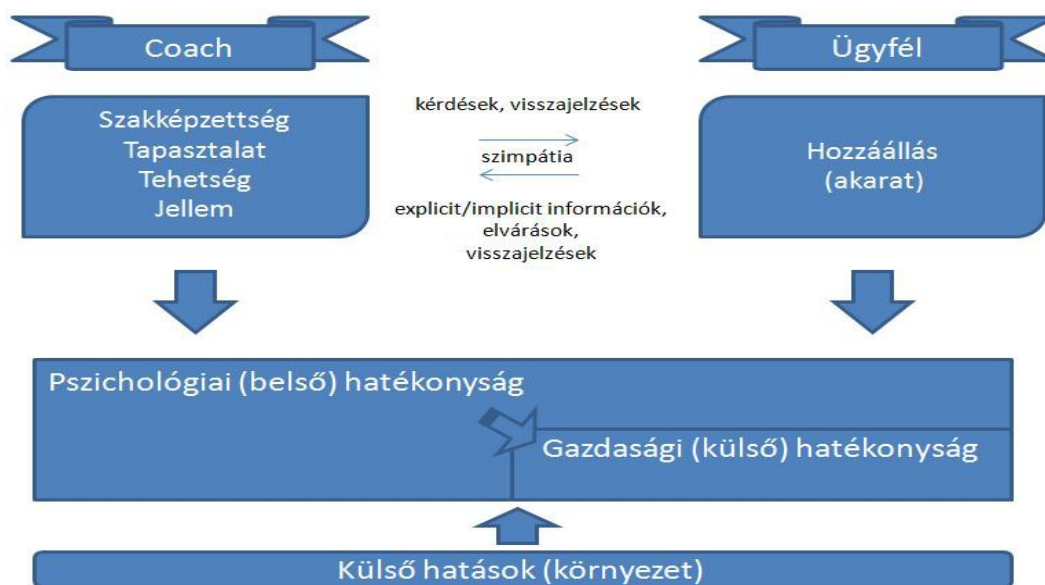 Coach
Ügyfél
Szakképzettség
Tapasztalat
Tehetség
Jellem
kérdések, visszajelzések
szimpátia
explicit/implicit információk,
elvárások,
visszajelzések
Hozzáállás
(akarat)
Pszichológiai (belső) hatékonyság
Gazdasági (külső) hatékonyság
Külső hatások (környezet)